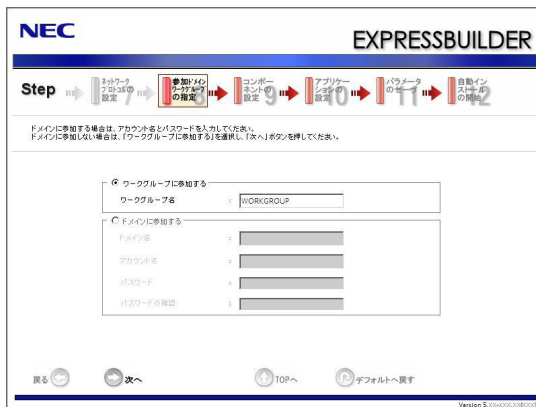 NEC
EXPRESSBUILDER
Step
ネットワーク
プロトコルの
設定 7
参加ドメイン
ワークグループ
の指定 8
コンポー
ネントの
設定 9
アプリケー
ションの
設定 10
パラメータ
のセーブ 11
自動イン
ストール
の開始 12
ドメインに参加する場合は、アカウント名とパスワードを入力してください。
ドメインに参加しない場合は、「ワークグループに参加する」を選択し、「次へ」ボタンを押してください。
ワークグループに参加する
ワークグループ名 : WORKGROUP
ドメインに参加する
ドメイン名 :
アカウント名 :
パスワード :
パスワードの確認 :
戻る 次へ TOPへ デフォルトへ戻す